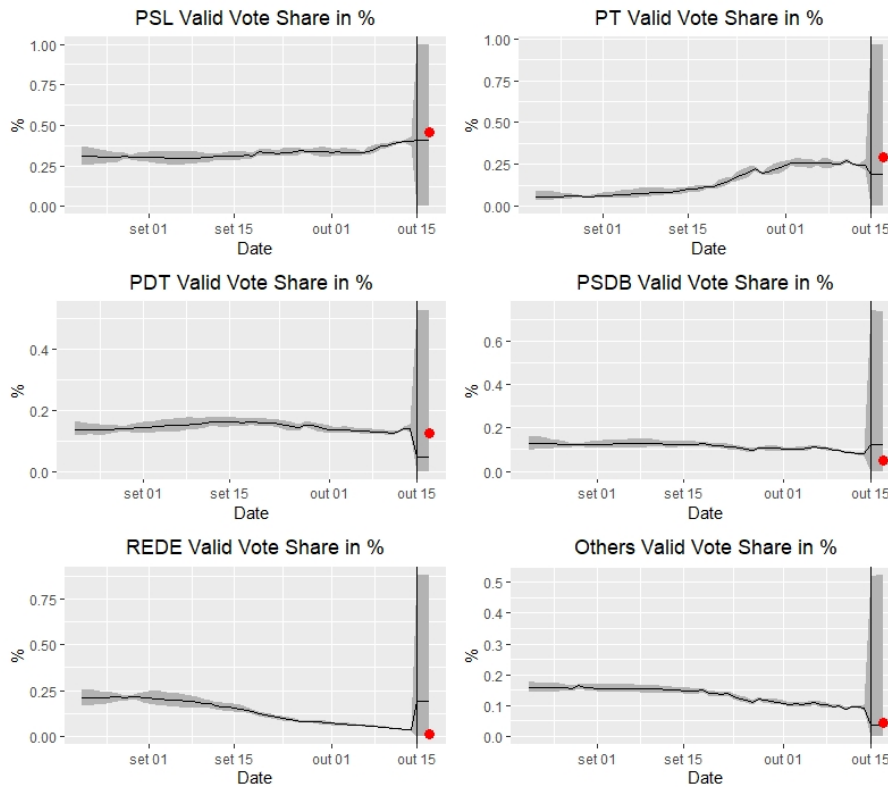 PSL Valid Vote Share in %
1.00
0.75
0.50
0.25
0.00
%
set 01 set 15 out 01 out 15
Date
PT Valid Vote Share in %
1.00
0.75
0.50
0.25
0.00
%
set 01 set 15 out 01 out 15
Date
PDT Valid Vote Share in %
0.4
0.2
0.0
%
set 01 set 15 out 01 out 15
Date
PSDB Valid Vote Share in %
0.6
0.4
0.2
0.0
%
set 01 set 15 out 01 out 15
Date
REDE Valid Vote Share in %
0.75
0.50
0.25
0.00
%
set 01 set 15 out 01 out 15
Date
Others Valid Vote Share in %
0.5
0.4
0.3
0.2
0.1
0.0
%
set 01 set 15 out 01 out 15
Date